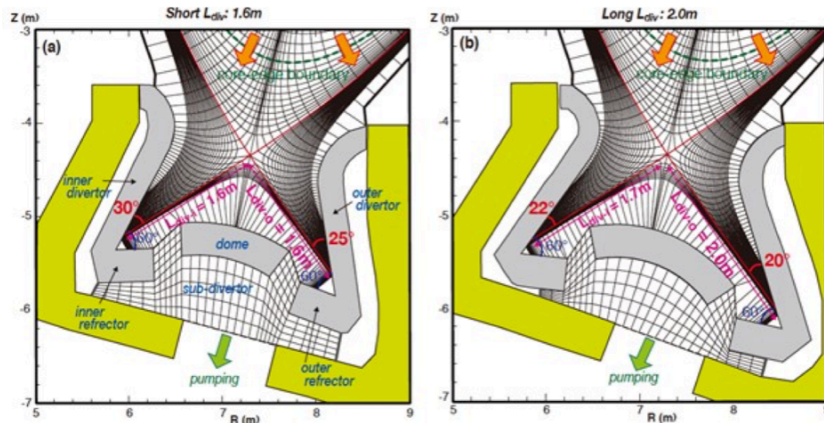 Z (m)
Short L_div: 1.6m
Z (m)
Long L_div: 2.0m
-3
(a)
core-edge boundary
-4
inner
divertor
30°
L_div-i = 1.6m
L_div-o = 1.6m
outer
divertor
-5
60°
25°
dome
60°
sub-divertor
-6
inner
refrector
outer
refrector
pumping
-7
5
6
7
8
9
R (m)
-3
(b)
core-edge boundary
-4
22°
L_div-i = 1.7m
L_div-o = 2.0m
-5
60°
20°
60°
-6
pumping
-7
5
6
7
8
R (m)